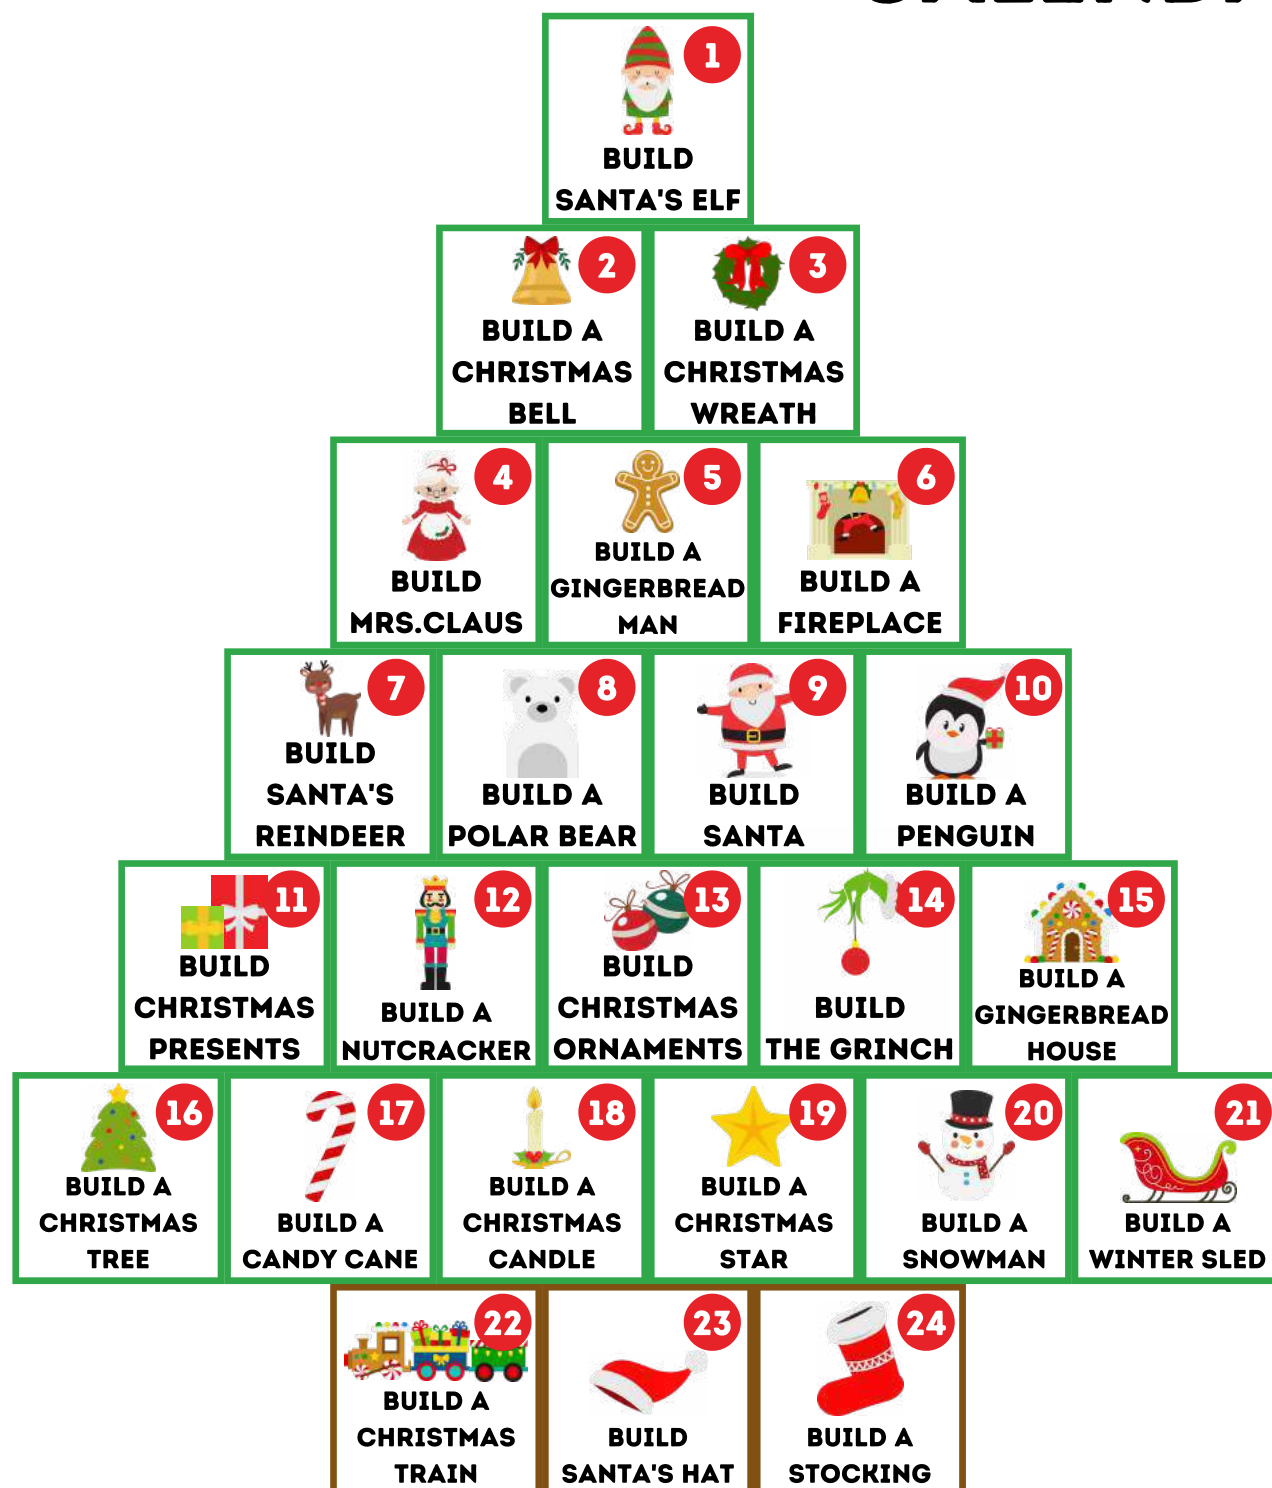 1
BUILD
SANTA'S ELF
2
BUILD A
CHRISTMAS
BELL
3
BUILD A
CHRISTMAS
WREATH
4
BUILD
MRS.CLAUS
5
BUILD A
GINGERBREAD
MAN
6
BUILD A
FIREPLACE
7
BUILD
SANTA'S
REINDEER
8
BUILD A
POLAR BEAR
9
BUILD
SANTA
10
BUILD A
PENGUIN
11
BUILD
CHRISTMAS
PRESENTS
12
BUILD A
NUTCRACKER
13
BUILD
CHRISTMAS
ORNAMENTS
14
BUILD
THE GRINCH
15
BUILD A
GINGERBREAD
HOUSE
16
BUILD A
CHRISTMAS
TREE
17
BUILD A
CANDY CANE
18
BUILD A
CHRISTMAS
CANDLE
19
BUILD A
CHRISTMAS
STAR
20
BUILD A
SNOWMAN
21
BUILD A
WINTER SLED
22
BUILD A
CHRISTMAS
TRAIN
23
BUILD
SANTA'S HAT
24
BUILD A
STOCKING